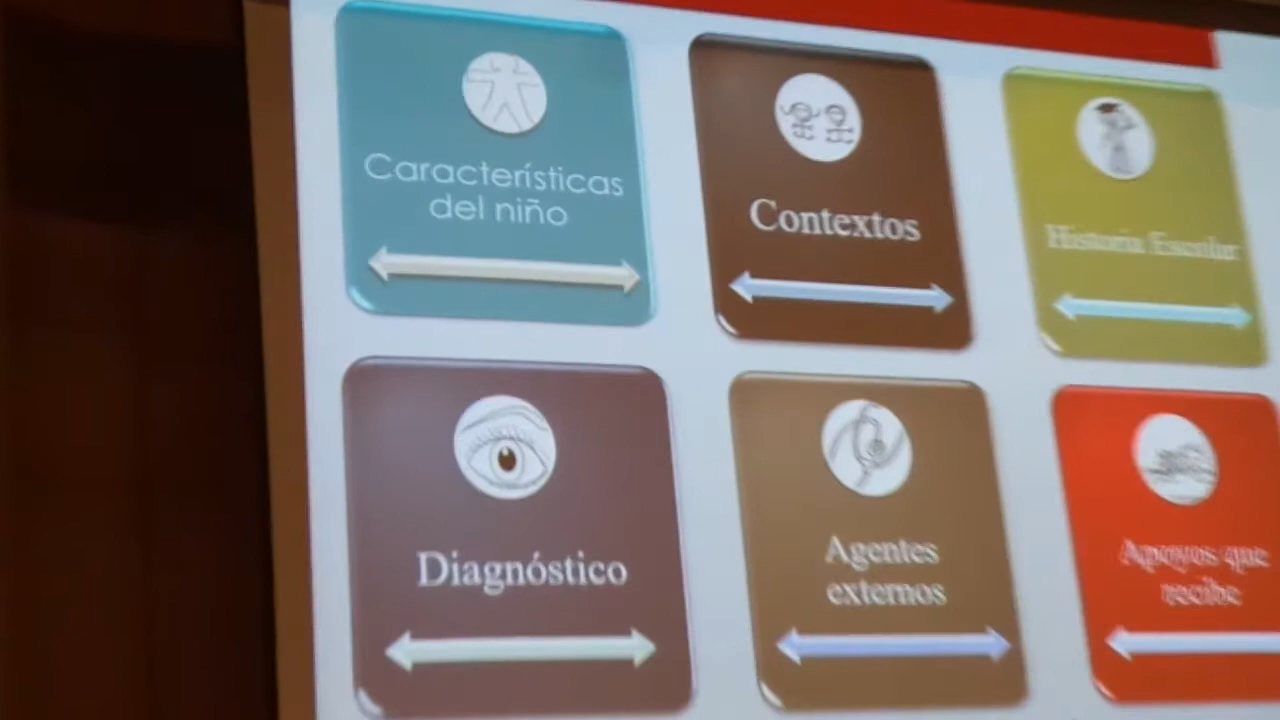 Características
del niño
Contextos
Historia Escolar
Diagnóstico
Agentes
externos
Apoyos que
recibe